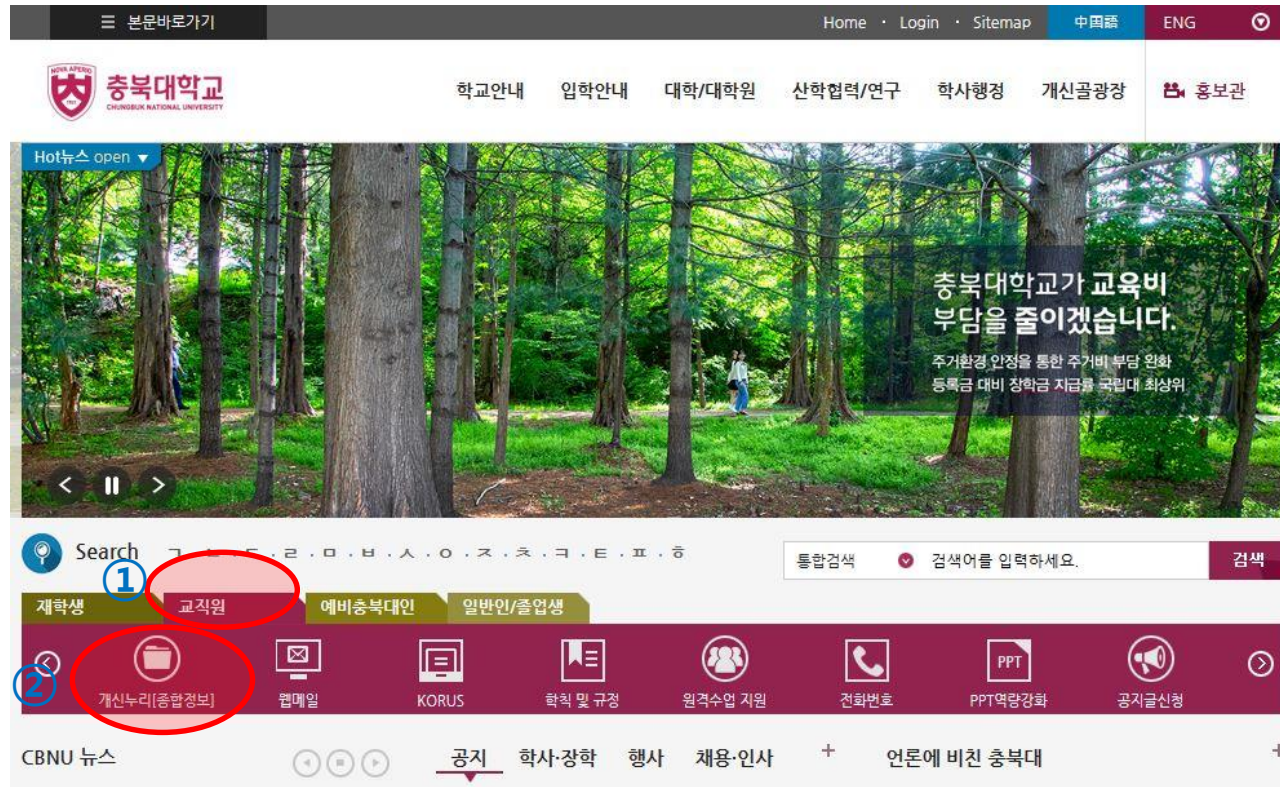 ☰ 본문바로가기
Home · Login · Sitemap 中国語 ENG
NOVA APERIO
충북대학교
CHUNGBUK NATIONAL UNIVERSITY
학교안내 입학안내 대학/대학원 산학협력/연구 학사행정 개신골광장 홍보관
Hot뉴스 open ▼
충북대학교가 교육비
부담을 줄이겠습니다.
주거환경 안정을 통한 주거비 부담 완화
등록금 대비 장학금 지급률 국립대 최상위
Search ㄱ · ㄴ · ㄷ · ㄹ · ㅁ · ㅂ · ㅅ · ㅇ · ㅈ · ㅊ · ㅋ · ㅌ · ㅍ · ㅎ
통합검색 검색어를 입력하세요. 검색
①
재학생 교직원 예비충북대인 일반인/졸업생
②
PPT
개신누리[종합정보] 웹메일 KORUS 학칙 및 규정 원격수업 지원 전화번호 PPT역량강화 공지글신청
CBNU 뉴스 공지 학사·장학 행사 채용·인사 + 언론에 비친 충북대 +